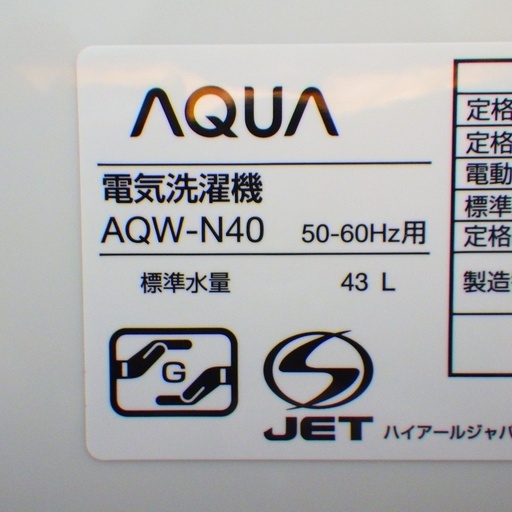 AQUA
電気洗濯機
AQW-N40 50-60Hz用
標準水量 43 L
G
JET ハイアールジャパ
定格
定格
電動
標準
定格
製造